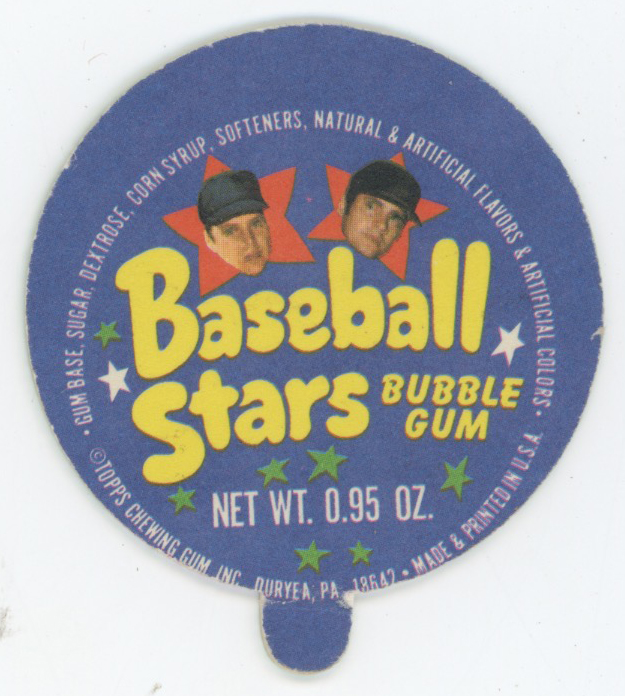 • GUM BASE, SUGAR, DEXTROSE, CORN SYRUP, SOFTENERS, NATURAL & ARTIFICIAL FLAVORS & ARTIFICIAL COLORS •
Baseball
Stars BUBBLE GUM
NET WT. 0.95 OZ.
©TOPPS CHEWING GUM, INC. DURYEA, PA. 18642 • MADE & PRINTED IN U.S.A.